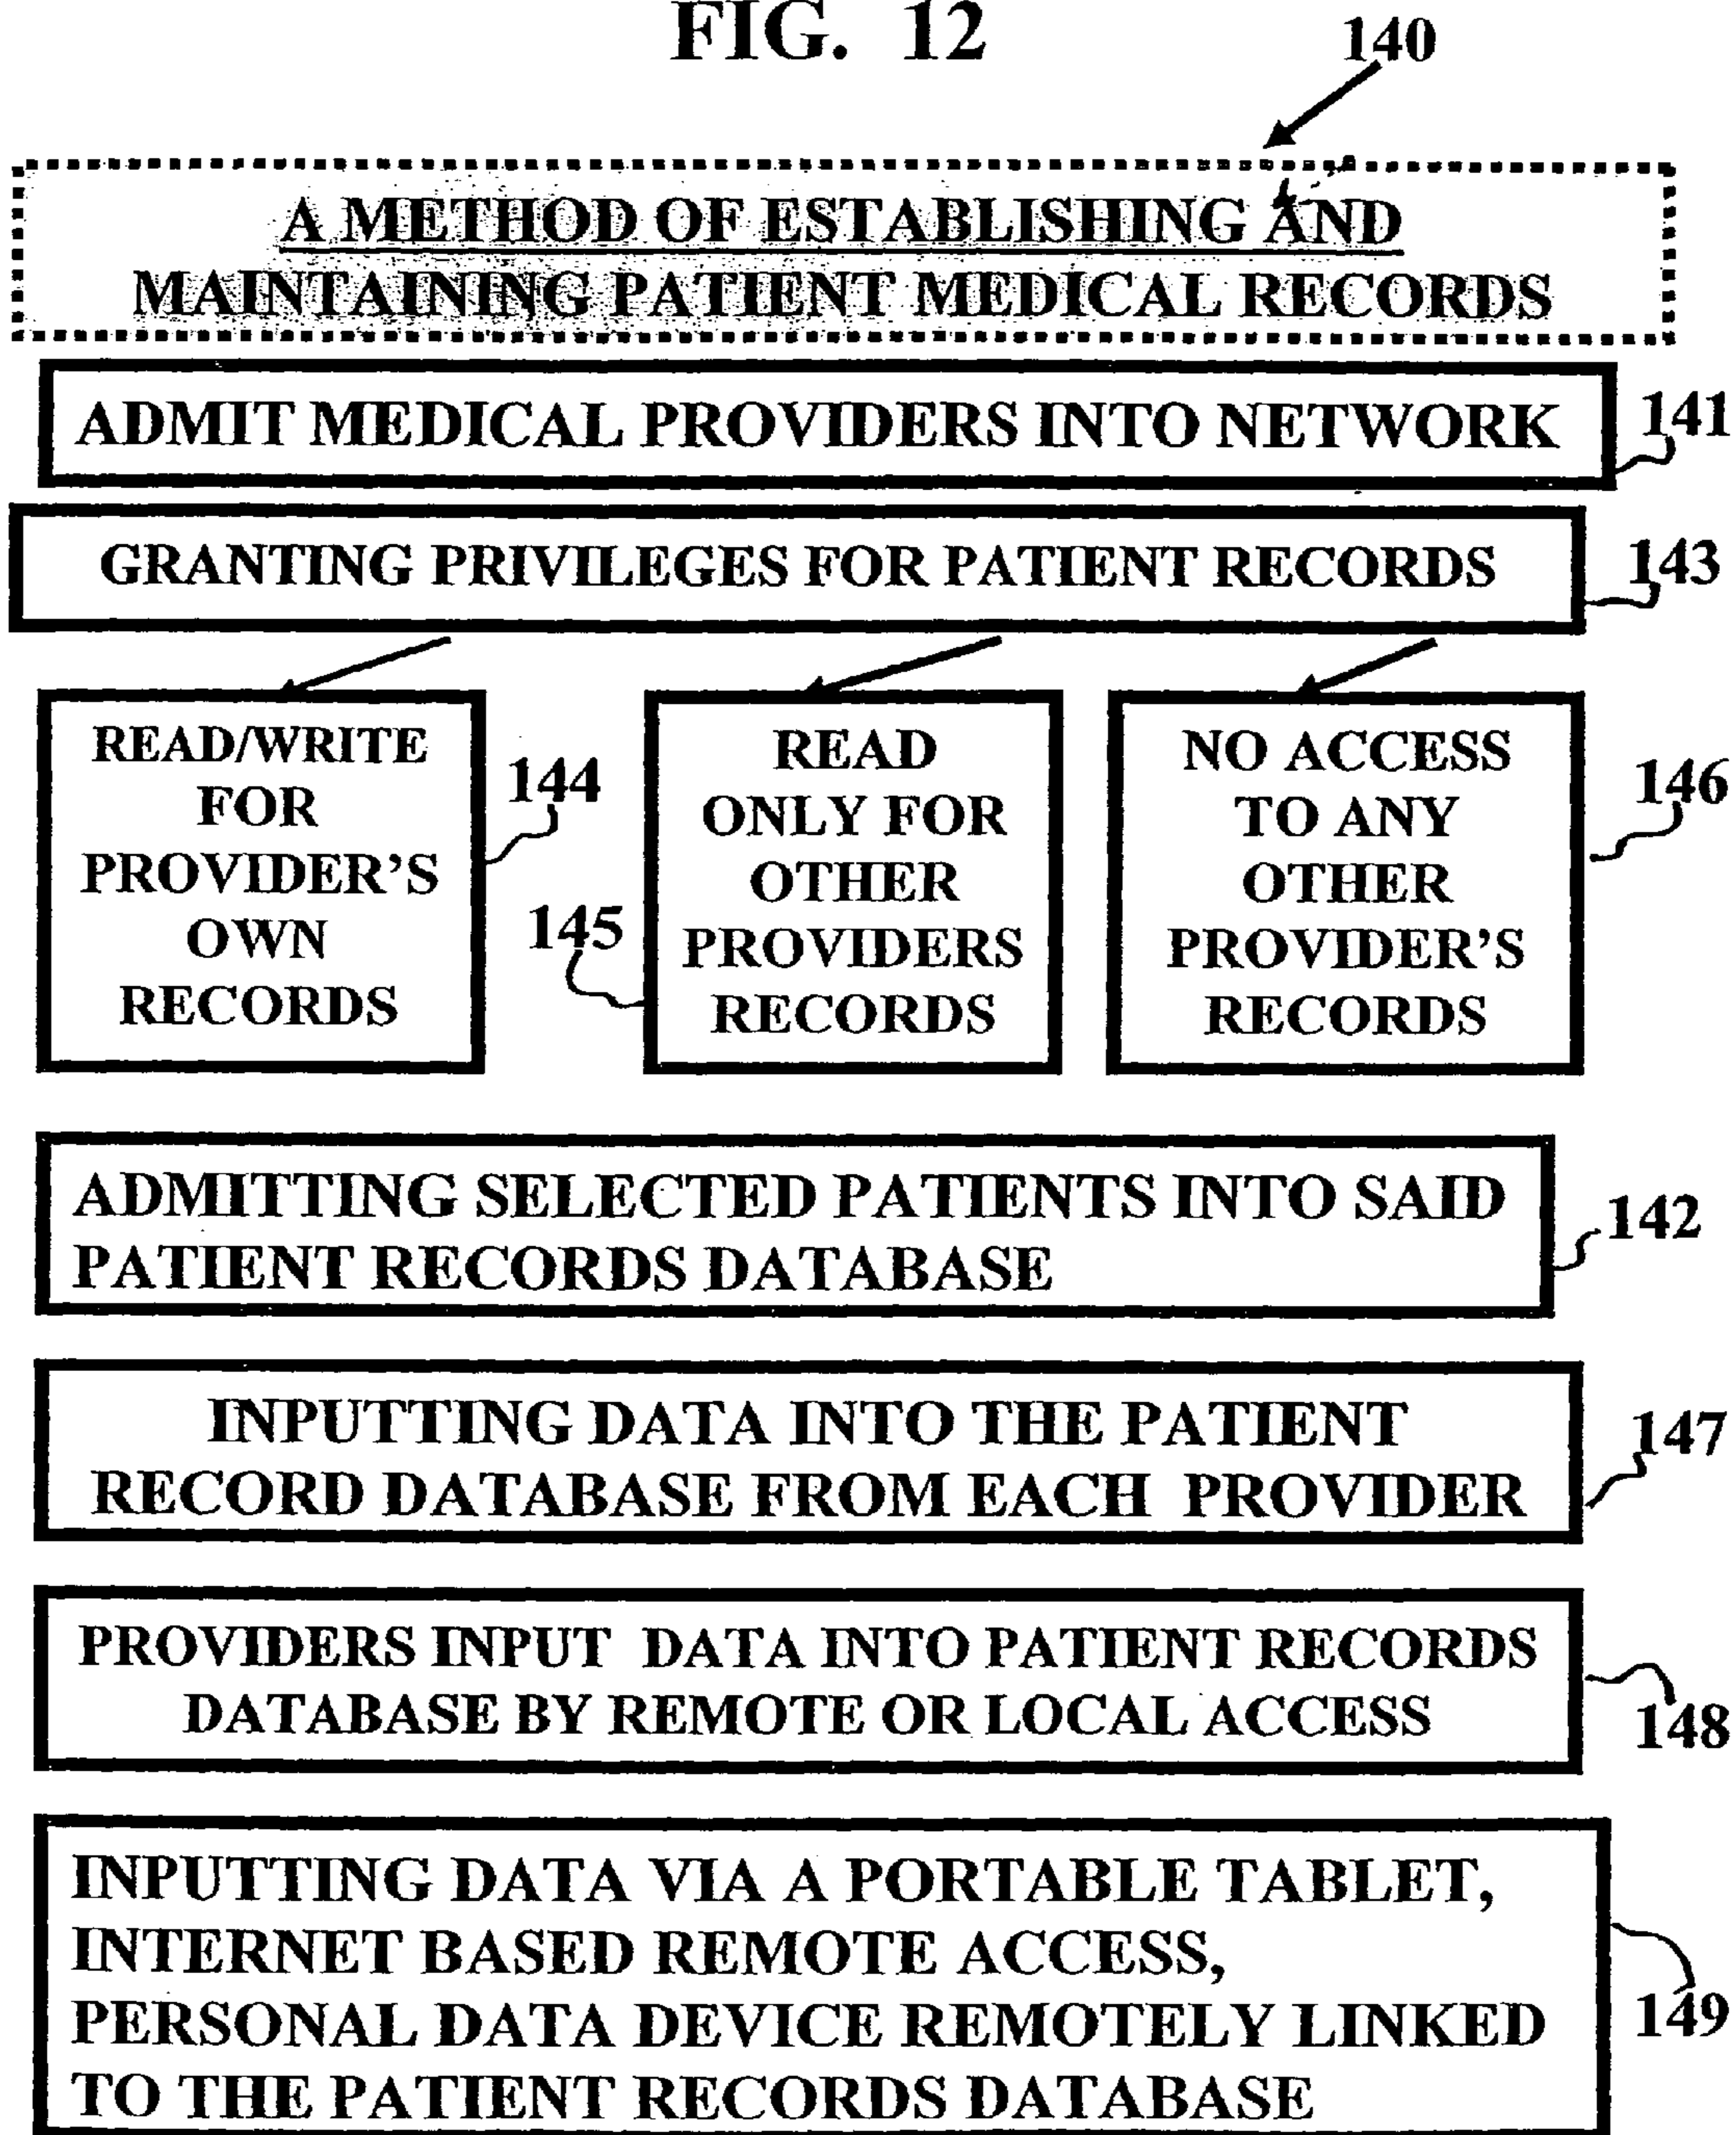 FIG. 12
140
A METHOD OF ESTABLISHING AND
MAINTAINING PATIENT MEDICAL RECORDS
ADMIT MEDICAL PROVIDERS INTO NETWORK
141
GRANTING PRIVILEGES FOR PATIENT RECORDS
143
READ/WRITE
FOR
PROVIDER'S
OWN
RECORDS
144
145
READ
ONLY FOR
OTHER
PROVIDERS
RECORDS
NO ACCESS
TO ANY
OTHER
PROVIDER'S
RECORDS
146
ADMITTING SELECTED PATIENTS INTO SAID
PATIENT RECORDS DATABASE
142
INPUTTING DATA INTO THE PATIENT
RECORD DATABASE FROM EACH PROVIDER
147
PROVIDERS INPUT DATA INTO PATIENT RECORDS
DATABASE BY REMOTE OR LOCAL ACCESS
148
INPUTTING DATA VIA A PORTABLE TABLET,
INTERNET BASED REMOTE ACCESS,
PERSONAL DATA DEVICE REMOTELY LINKED
TO THE PATIENT RECORDS DATABASE
149